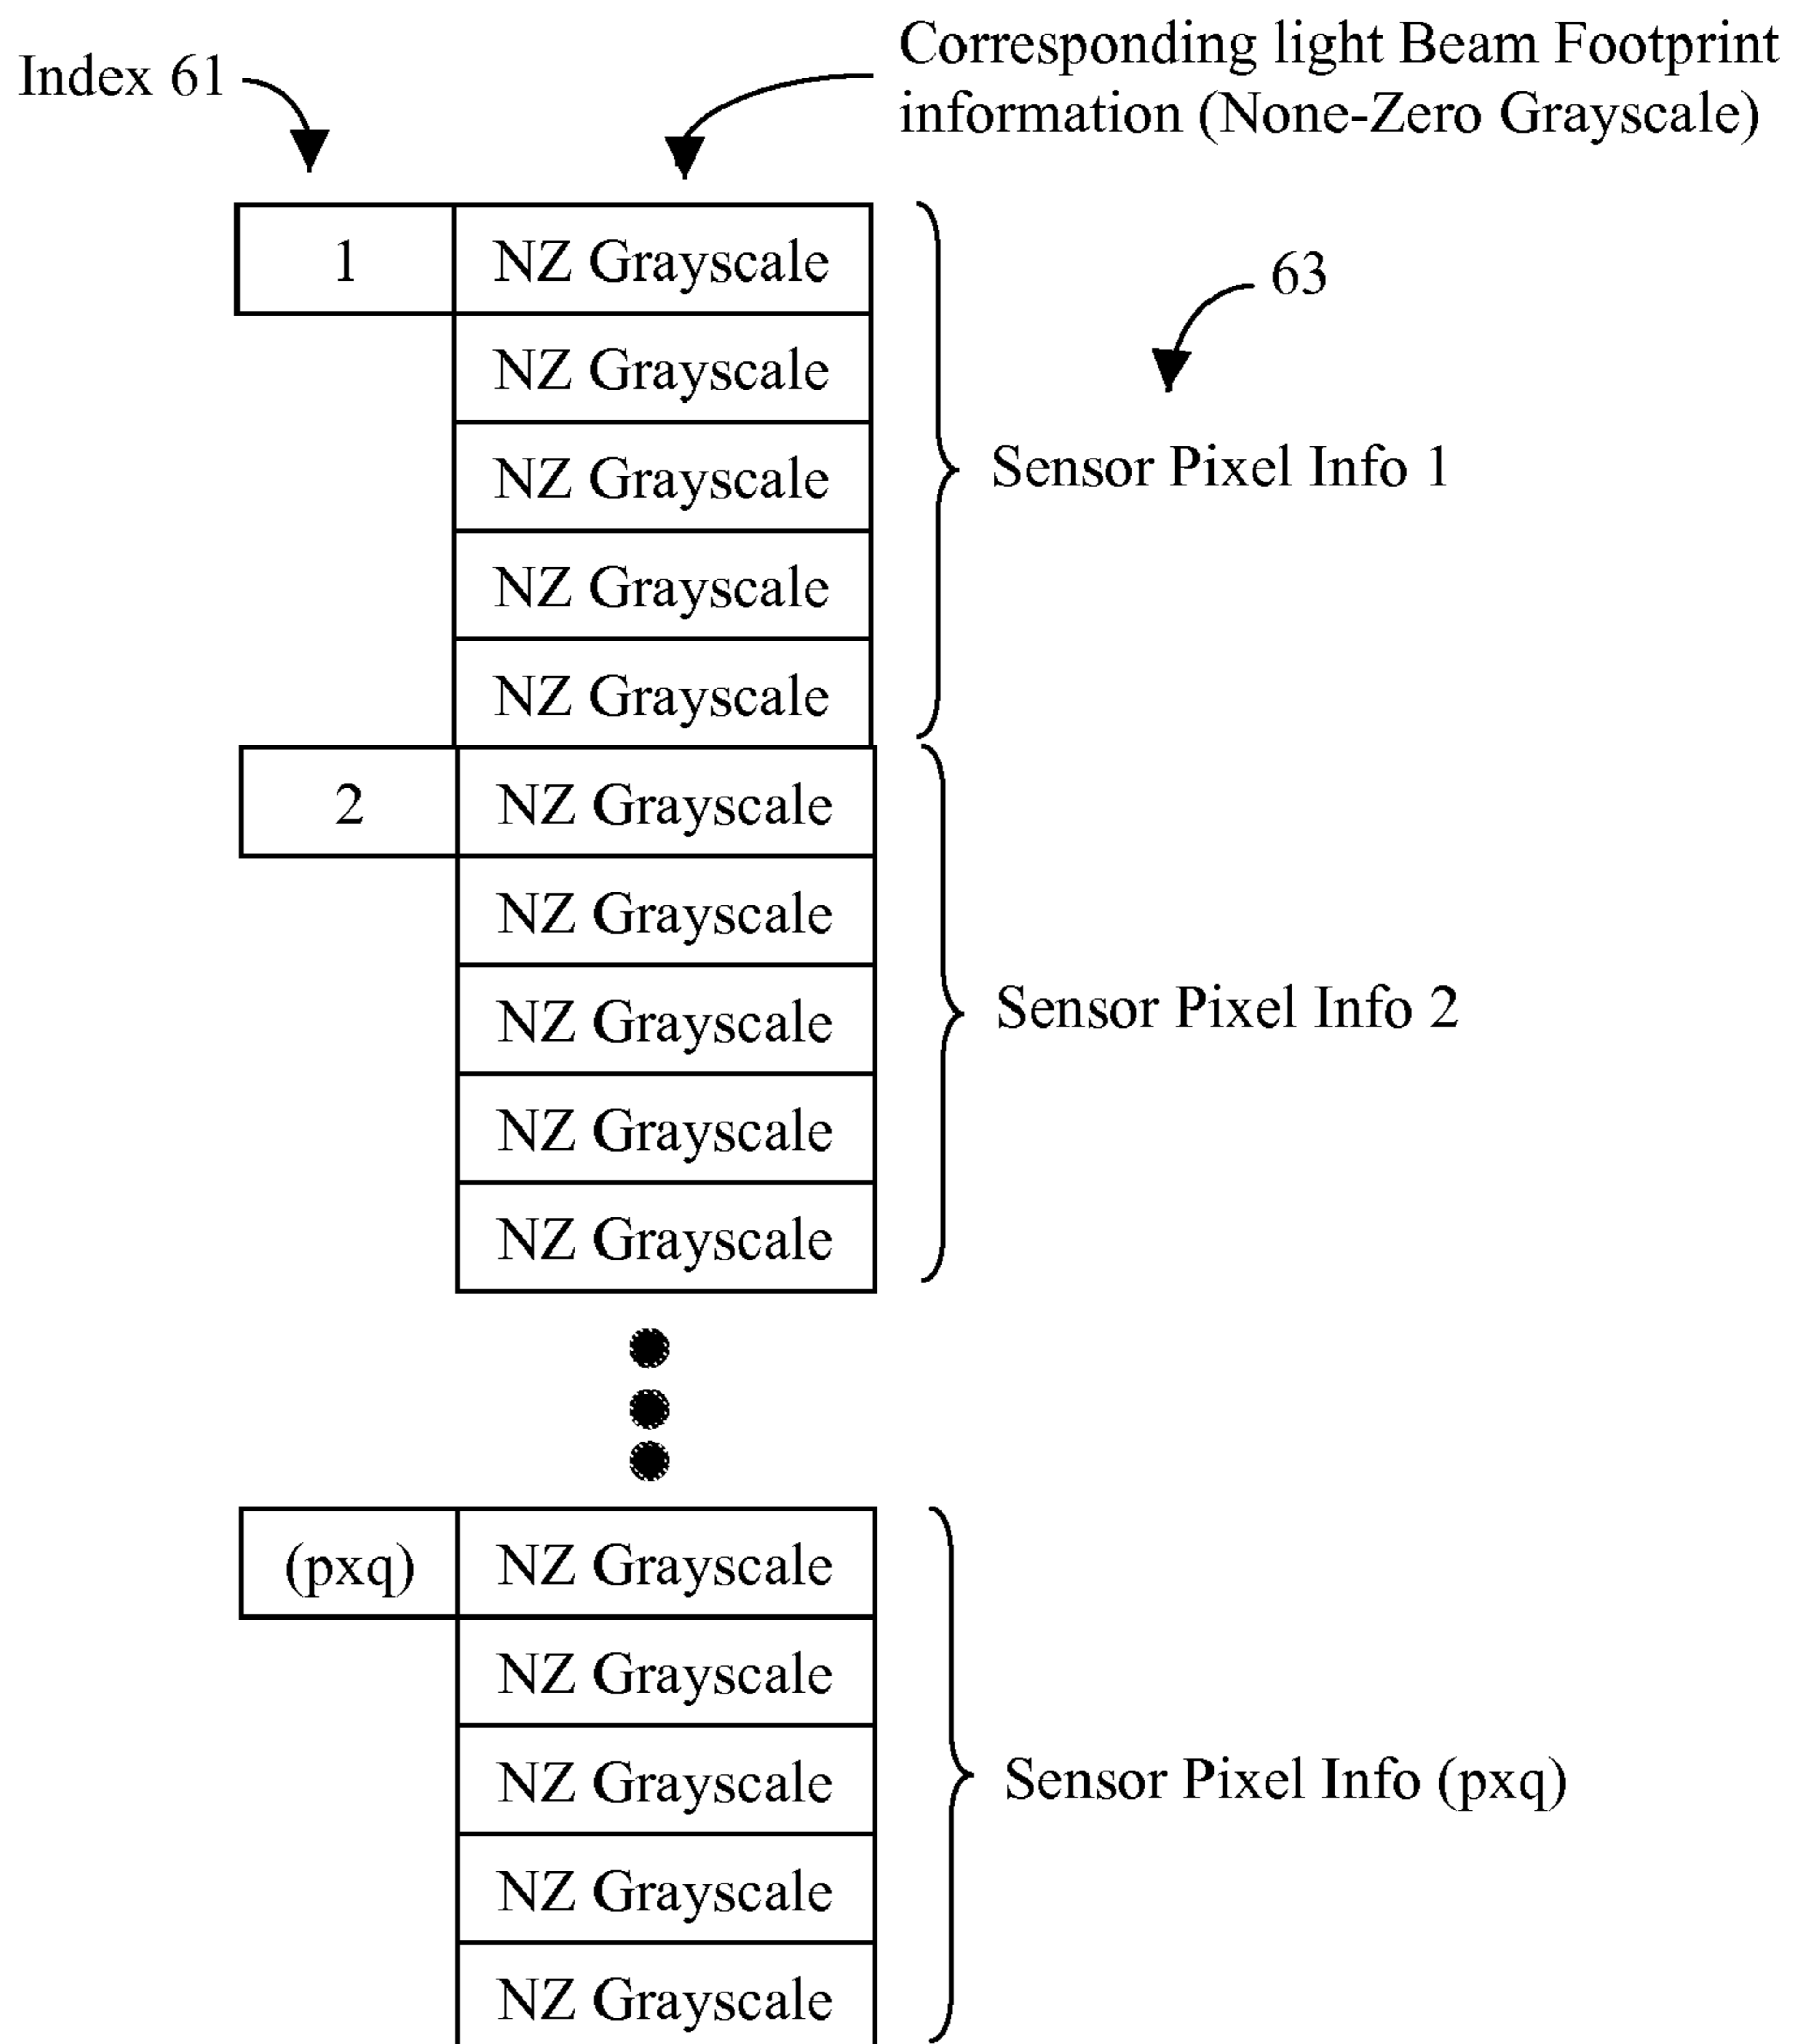 Index 61
Corresponding light Beam Footprint
information (None-Zero Grayscale)
1 NZ Grayscale
63
NZ Grayscale
NZ Grayscale
Sensor Pixel Info 1
NZ Grayscale
NZ Grayscale
2 NZ Grayscale
NZ Grayscale
NZ Grayscale
Sensor Pixel Info 2
NZ Grayscale
NZ Grayscale
(pxq) NZ Grayscale
NZ Grayscale
NZ Grayscale
Sensor Pixel Info (pxq)
NZ Grayscale
NZ Grayscale